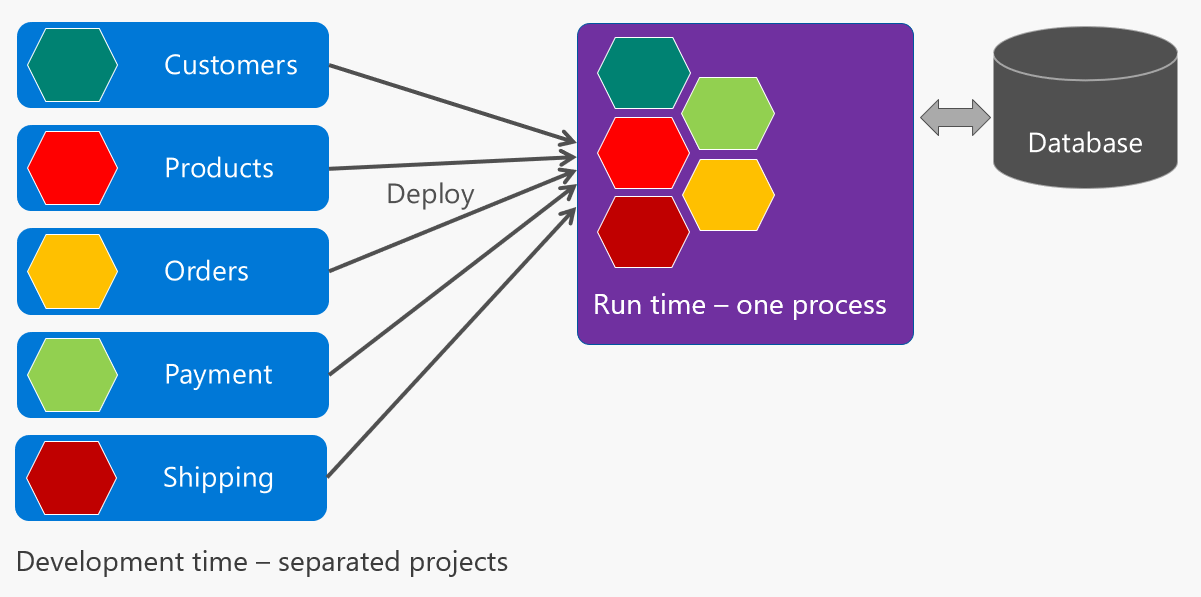 Customers
Products
Deploy
Orders
Payment
Shipping
Development time – separated projects
Run time – one process
Database